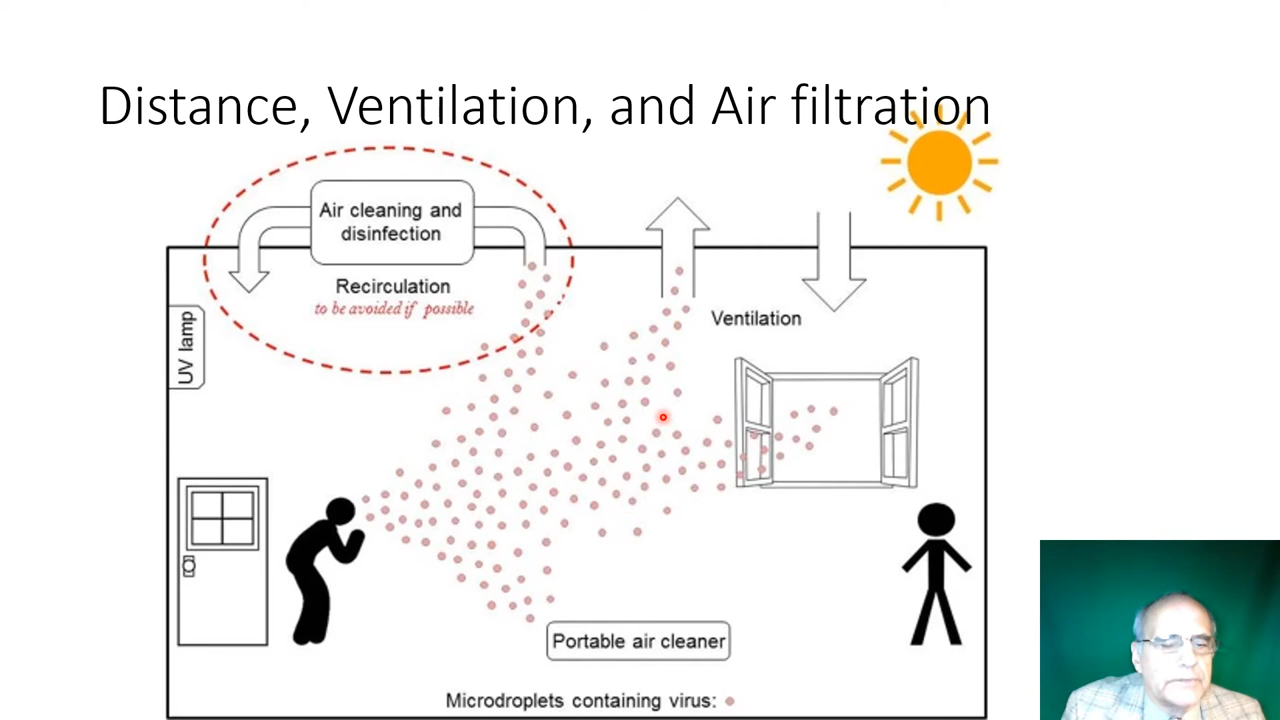 Distance, Ventilation, and Air filtration
Air cleaning and
disinfection
Recirculation
to be avoided if possible
UV lamp
Ventilation
Portable air cleaner
Microdroplets containing virus: